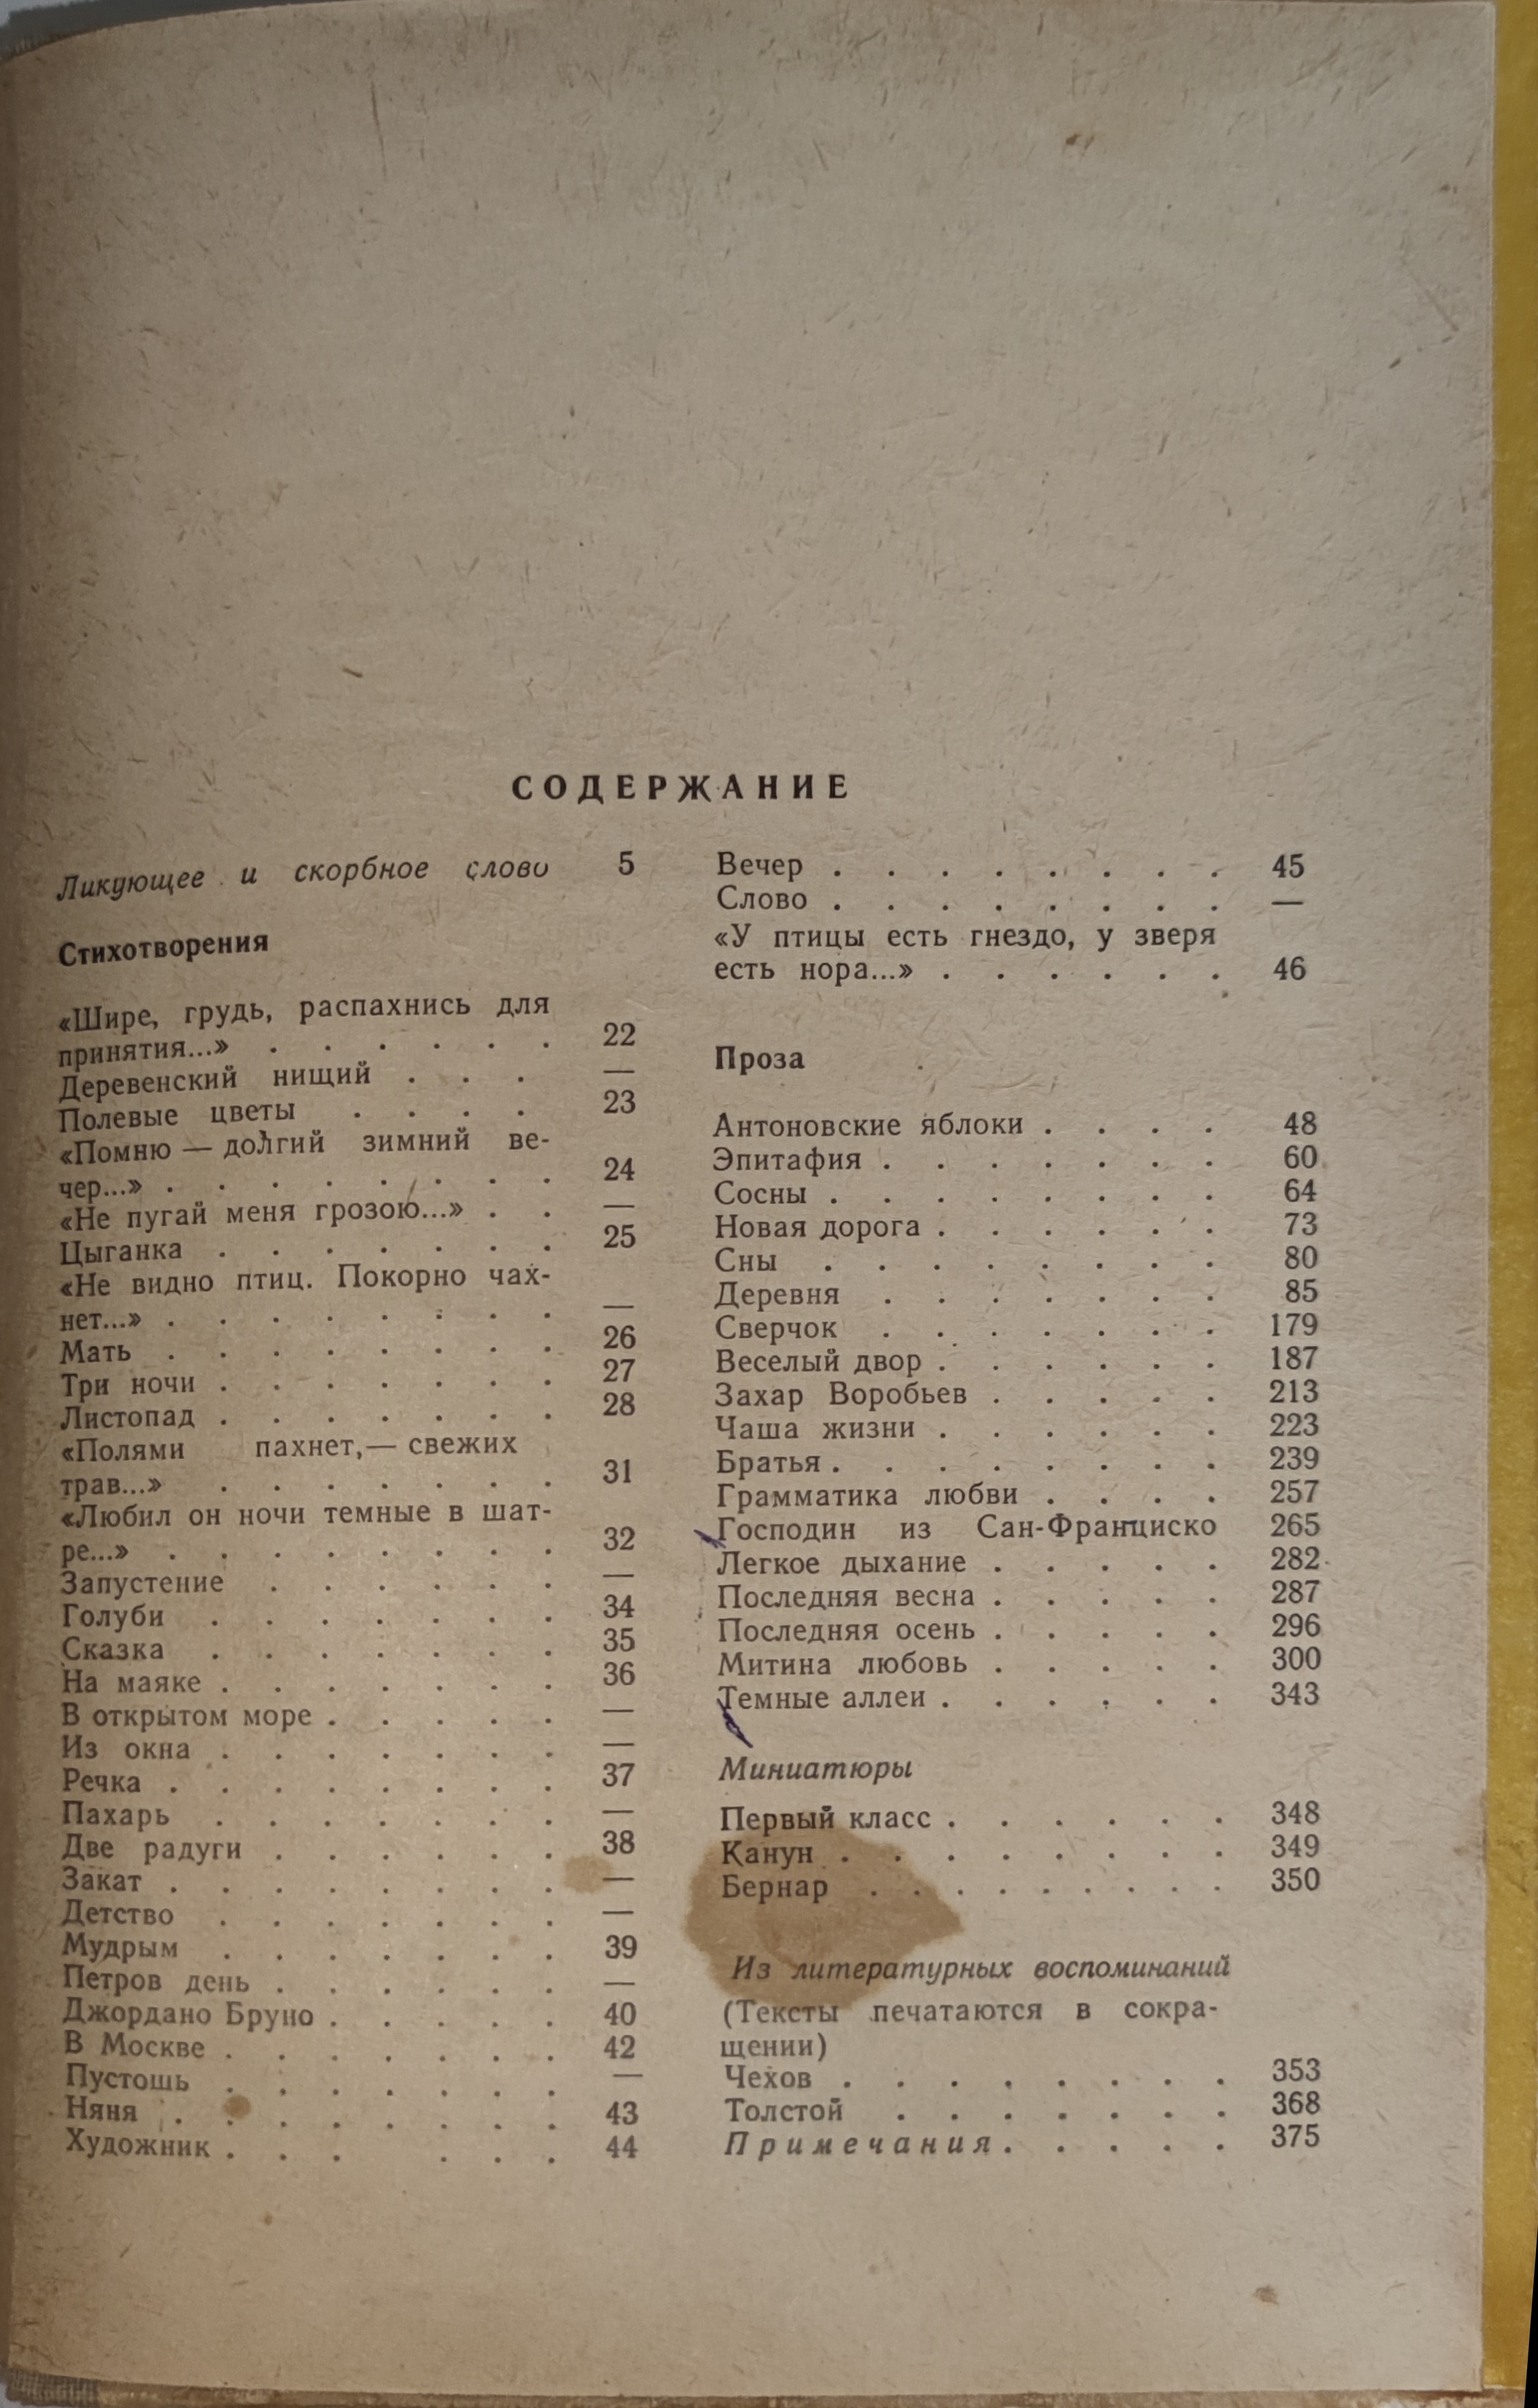 СОДЕРЖАНИЕ
Ликующее и скорбное слово 5
Стихотворения
«Шире, грудь, распахнись для
принятия...» . . . . . . 22
Деревенский нищий . . . —
Полевые цветы . . . . 23
«Помню — долгий зимний ве-
чер...» . . . . . . . . 24
«Не пугай меня грозою...» . . —
Цыганка . . . . . . . 25
«Не видно птиц. Покорно чах-
нет...» . . . . . . . . —
Мать . . . . . . . . 26
Три ночи . . . . . . . 27
Листопад . . . . . . . 28
«Полями пахнет,— свежих
трав...» . . . . . . . 31
«Любил он ночи темные в шат-
ре...» . . . . . . . . 32
Запустение . . . . . . —
Голуби . . . . . . . 34
Сказка . . . . . . . 35
На маяке . . . . . . . 36
В открытом море . . . . . —
Из окна . . . . . . . —
Речка . . . . . . . . 37
Пахарь . . . . . . . —
Две радуги . . . . . . 38
Закат . . . . . . . . —
Детство . . . . . . . —
Мудрым . . . . . . . 39
Петров день . . . . . . —
Джордано Бруно . . . . . 40
В Москве . . . . . . . 42
Пустошь . . . . . . . —
Няня . . . . . . . . 43
Художник . . . . . . 44
Вечер . . . . . . . . 45
Слово . . . . . . . . —
«У птицы есть гнездо, у зверя
есть нора...» . . . . . . 46
Проза
Антоновские яблоки . . . . 48
Эпитафия . . . . . . . 60
Сосны . . . . . . . . 64
Новая дорога . . . . . . 73
Сны . . . . . . . . 80
Деревня . . . . . . . 85
Сверчок . . . . . . . 179
Веселый двор . . . . . . 187
Захар Воробьев . . . . . 213
Чаша жизни . . . . . . 223
Братья . . . . . . . . 239
Грамматика любви . . . . 257
Господин из Сан-Франциско 265
Легкое дыхание . . . . . 282
Последняя весна . . . . . 287
Последняя осень . . . . . 296
Митина любовь . . . . . 300
Темные аллеи . . . . . . 343
Миниатюры
Первый класс . . . . . . 348
Канун . . . . . . . . 349
Бернар . . . . . . . . 350
Из литературных воспоминаний
(Тексты печатаются в сокра-
щении)
Чехов . . . . . . . . 353
Толстой . . . . . . . 368
Примечания . . . . . 375